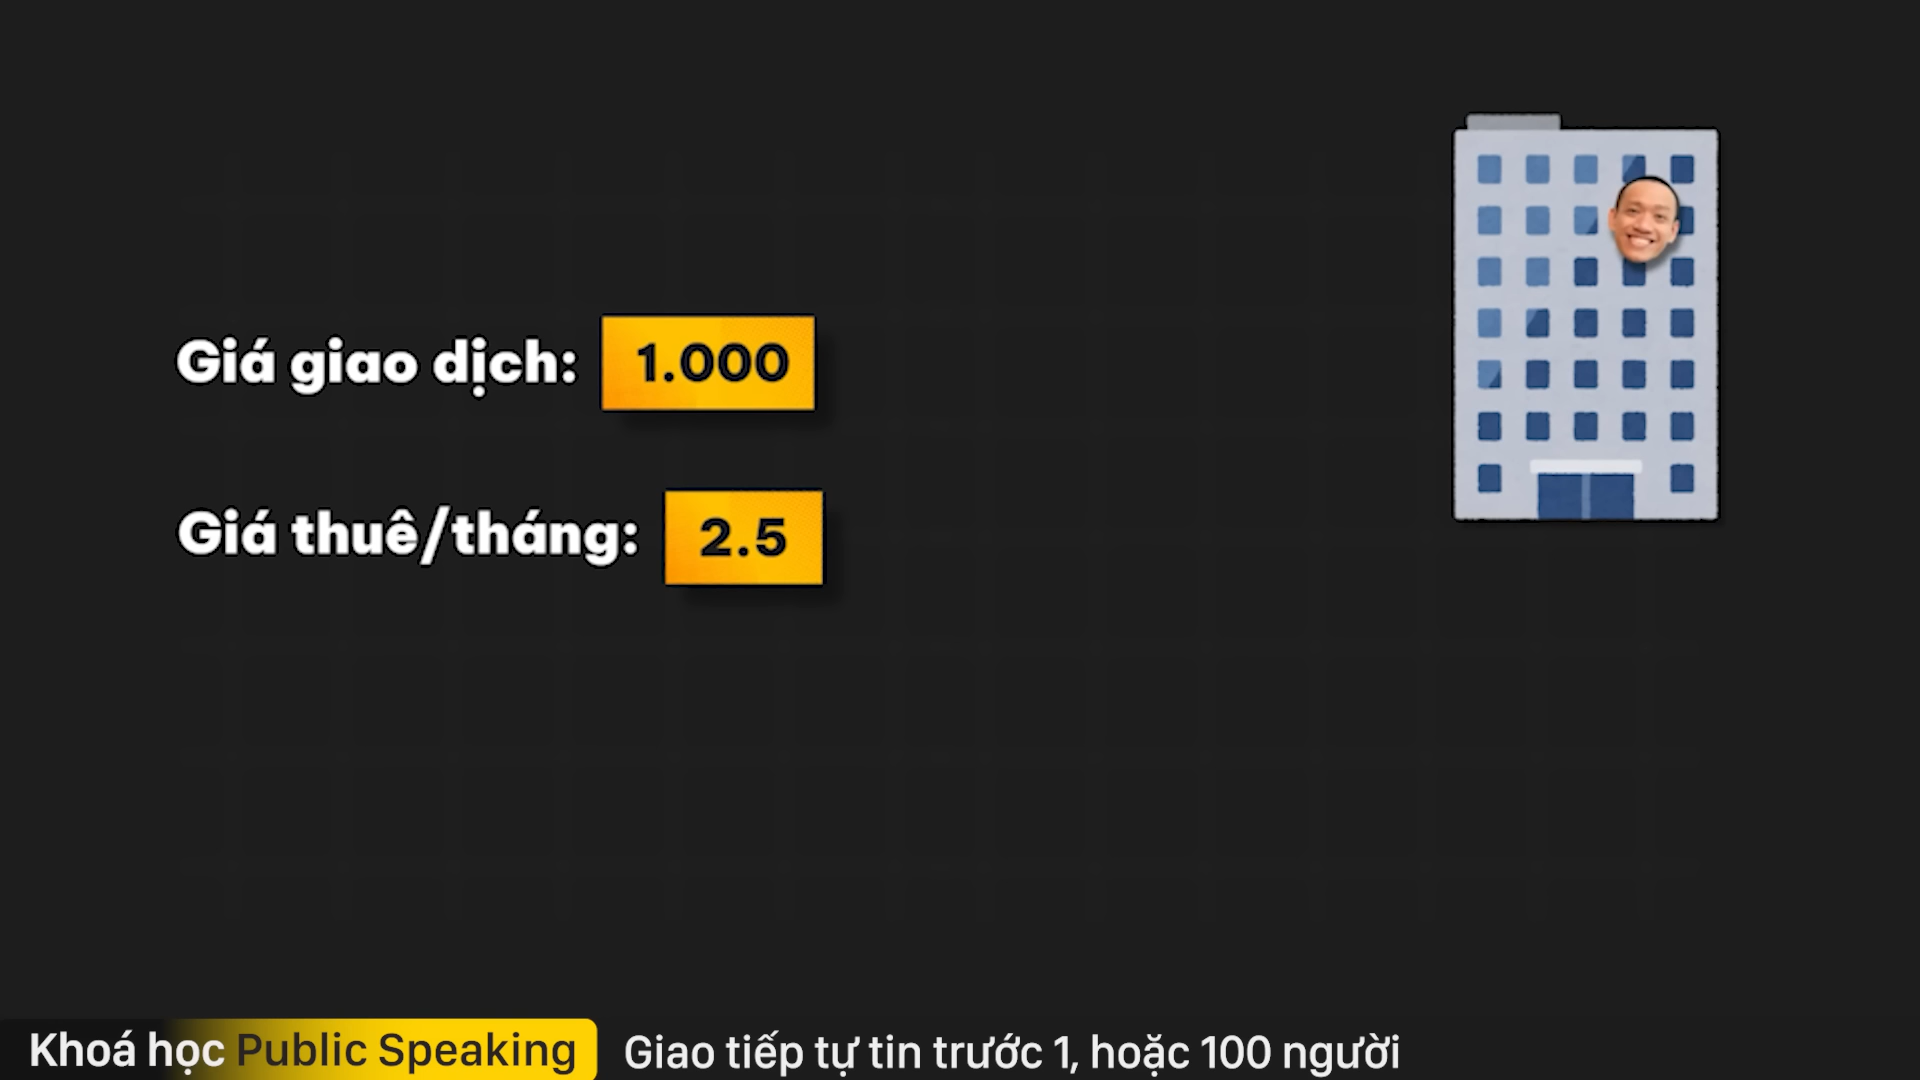 Giá giao dịch: 1.000
Giá thuê/tháng: 2.5
Khoá học Public Speaking Giao tiếp tự tin trước 1, hoặc 100 người